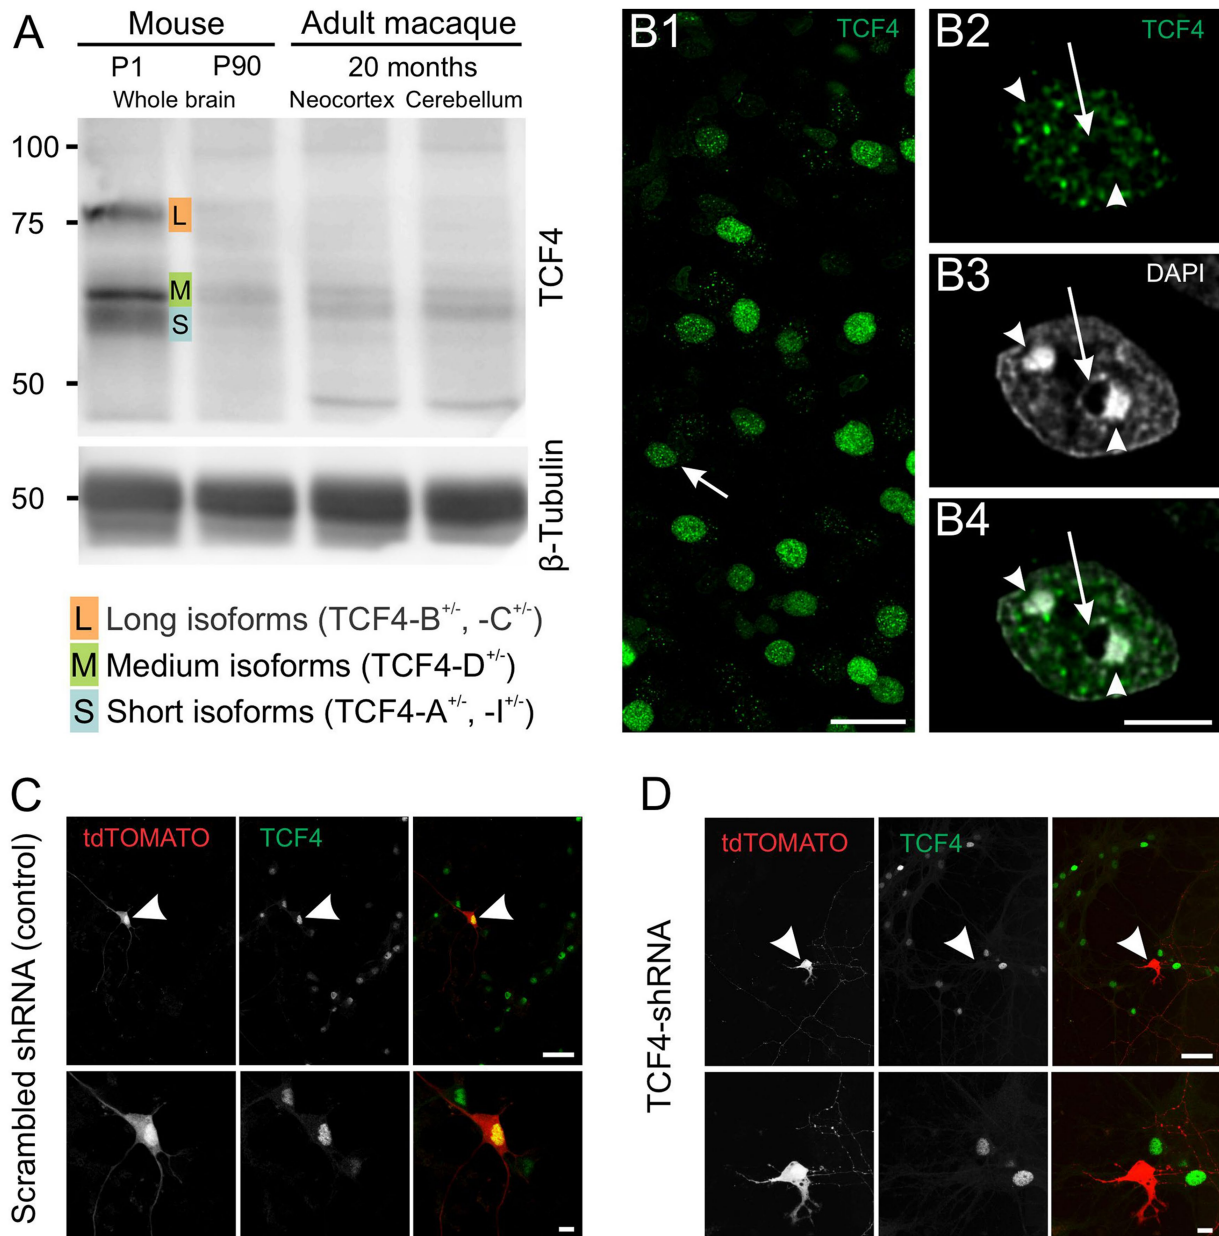 A
Mouse
Adult macaque
P1
P90
20 months
Whole brain
Neocortex
Cerebellum
100
75
50
L
M
S
TCF4
50
β-Tubulin
L Long isoforms (TCF4-B+/-, -C+/-)
M Medium isoforms (TCF4-D+/-)
S Short isoforms (TCF4-A+/-, -I+/-)
B1
TCF4
B2
TCF4
B3
DAPI
B4
C
Scrambled shRNA (control)
tdTOMATO
TCF4
D
TCF4-shRNA
tdTOMATO
TCF4